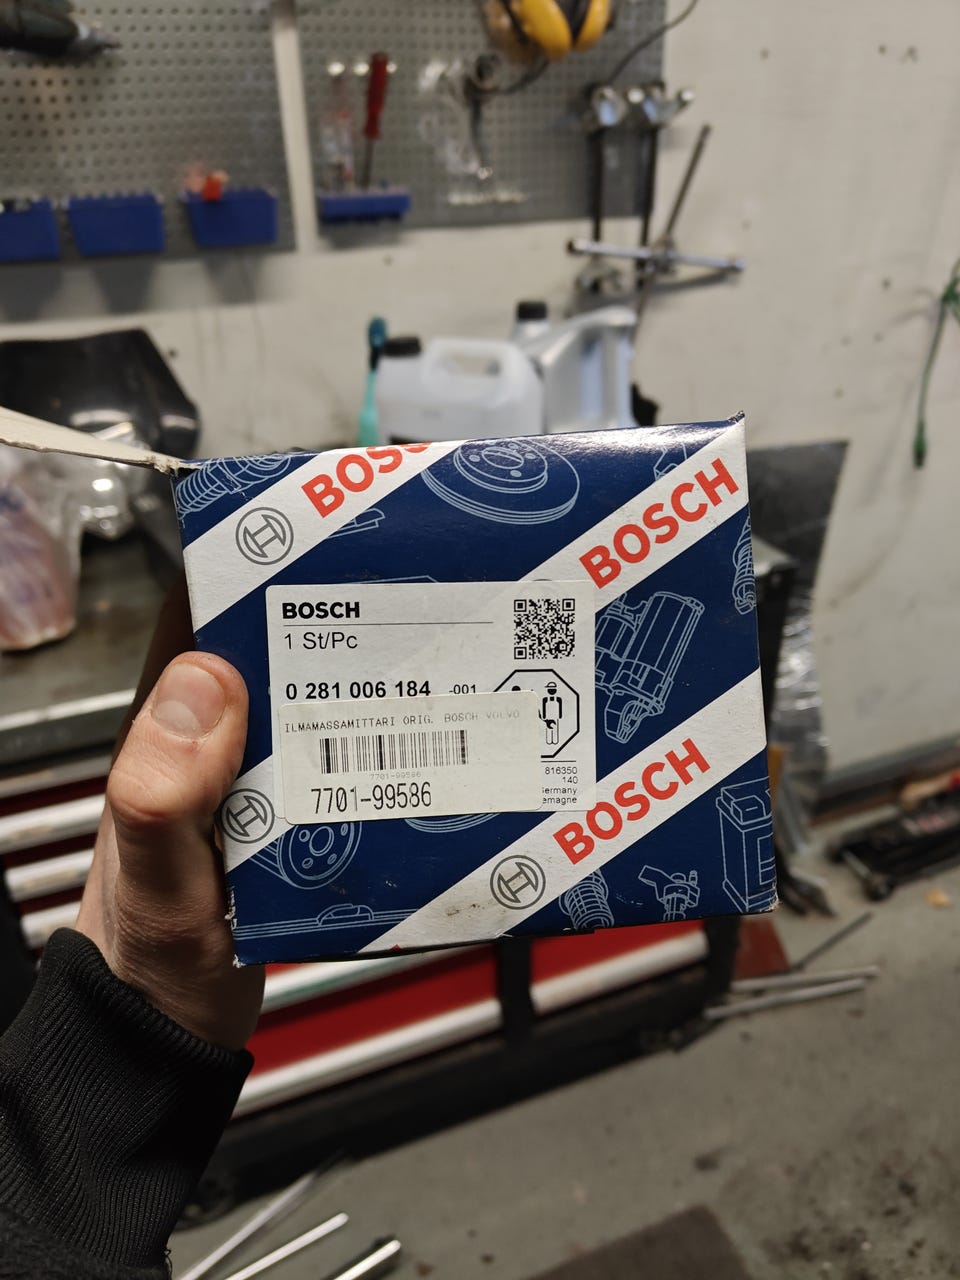 BOSCH
BOSCH
BOSCH
1 St/Pc
0 281 006 184 -001
ILMAMASSAMITTARI ORIG. BOSCH VOLVO
7701-99586
7701-99586
816350
140
Germany
emagne
BOSCH